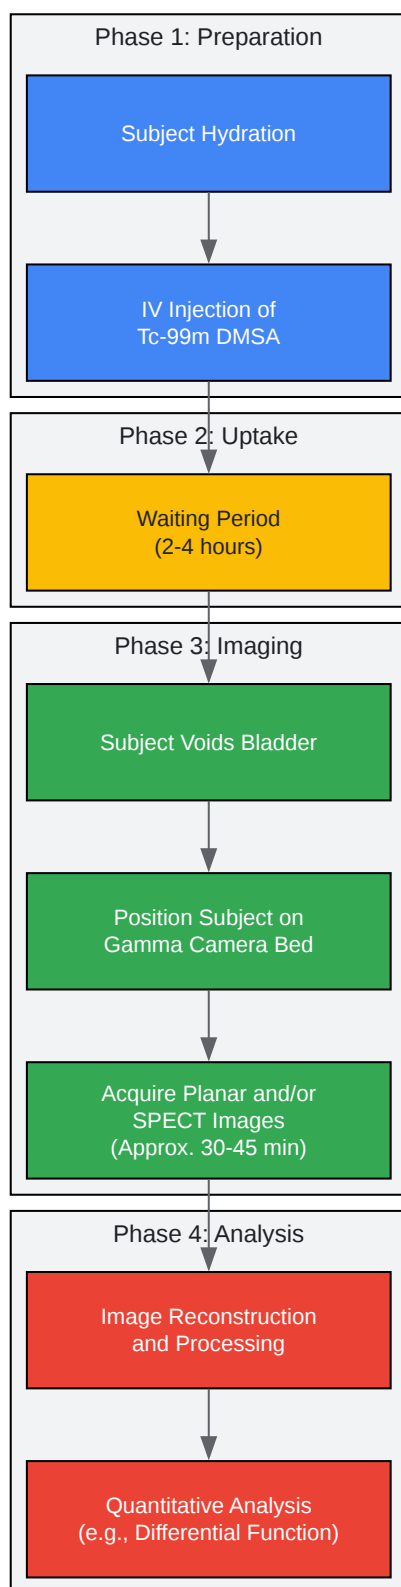 Phase 1: Preparation
Subject Hydration
IV Injection of
Tc-99m DMSA
Phase 2: Uptake
Waiting Period
(2-4 hours)
Phase 3: Imaging
Subject Voids Bladder
Position Subject on
Gamma Camera Bed
Acquire Planar and/or
SPECT Images
(Approx. 30-45 min)
Phase 4: Analysis
Image Reconstruction
and Processing
Quantitative Analysis
(e.g., Differential Function)